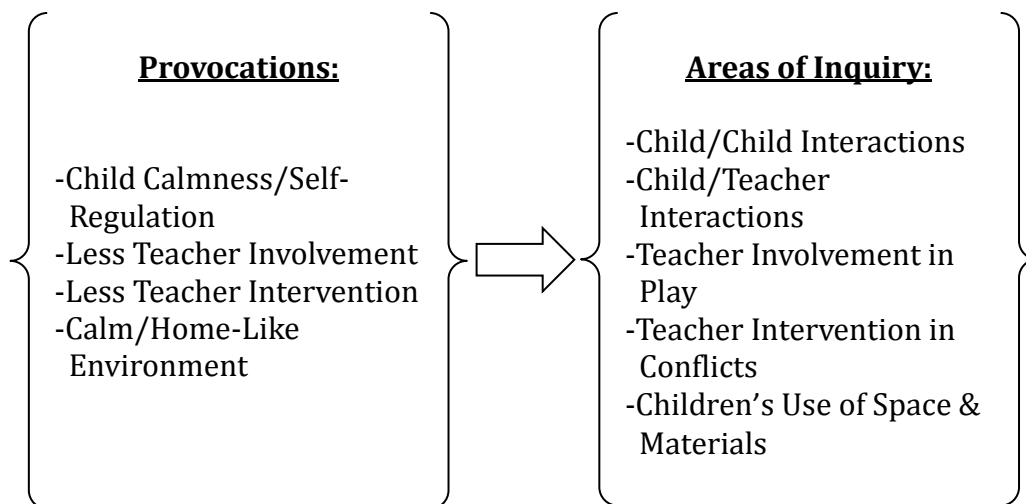 Provocations:
-Child Calmness/Self-
Regulation
-Less Teacher Involvement
-Less Teacher Intervention
-Calm/Home-Like
Environment
Areas of Inquiry:
-Child/Child Interactions
-Child/Teacher
Interactions
-Teacher Involvement in
Play
-Teacher Intervention in
Conflicts
-Children’s Use of Space &
Materials